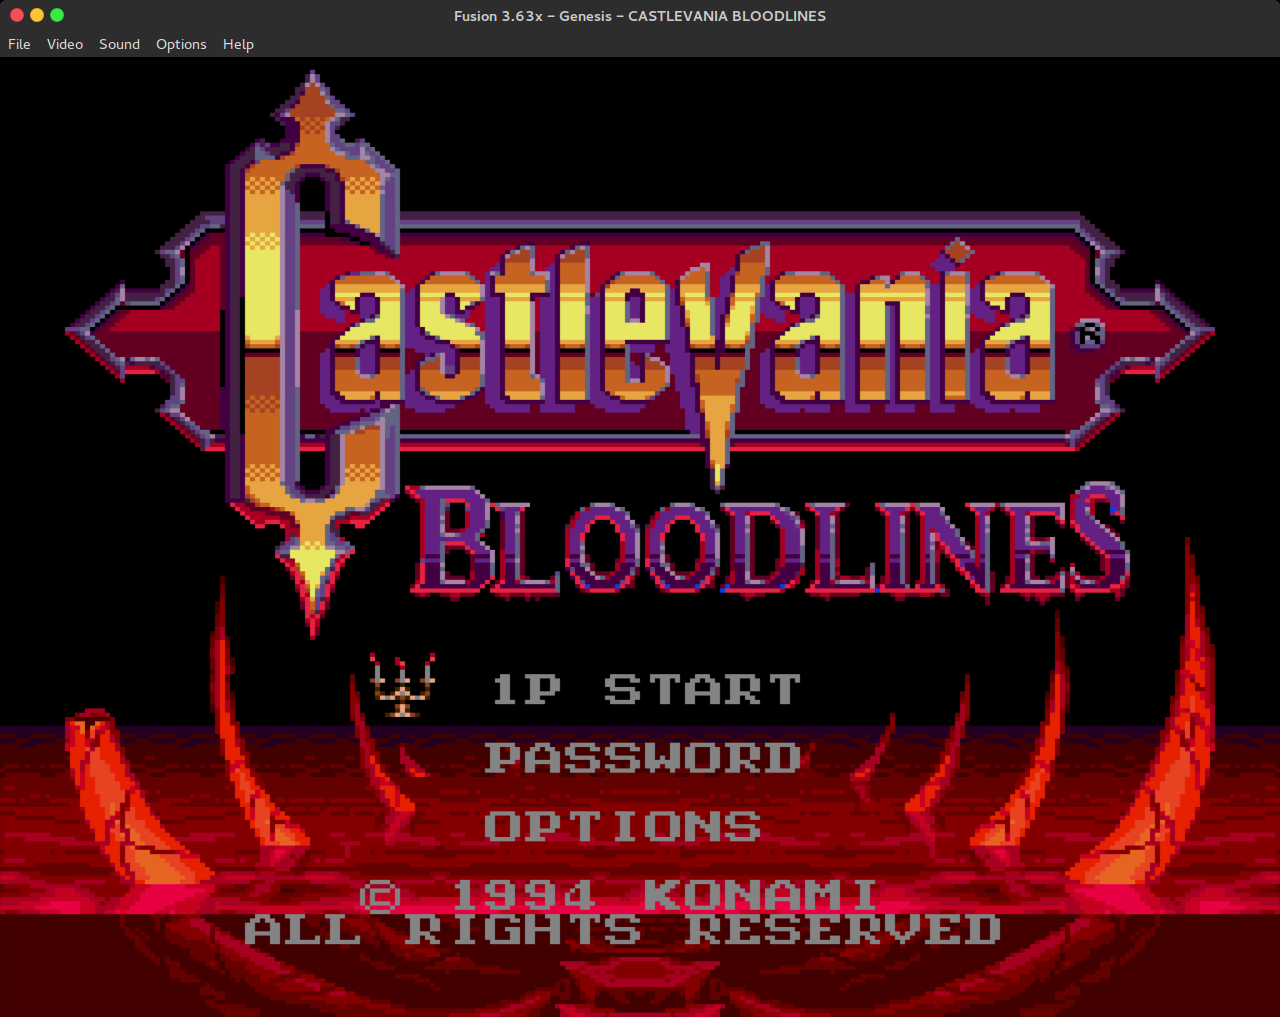 Fusion 3.63x - Genesis - CASTLEVANIA BLOODLINES
File Video Sound Options Help
Castlevania ®
BLOODLINES
1P START
PASSWORD
OPTIONS
© 1994 KONAMI
ALL RIGHTS RESERVED